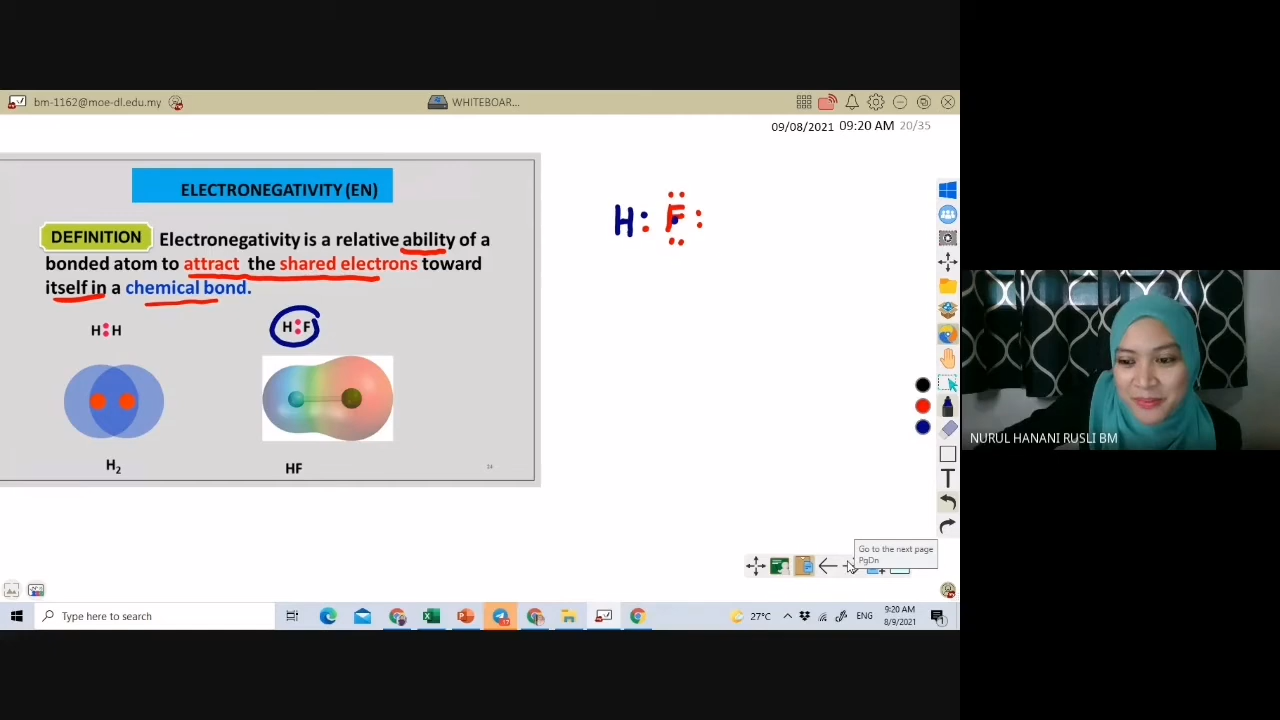 bm-1162@moe-dl.edu.my
WHITEBOAR...
09/08/2021 09:20 AM 20/35
ELECTRONEGATIVITY (EN)
DEFINITION Electronegativity is a relative ability of a
bonded atom to attract the shared electrons toward
itself in a chemical bond.
H:H
H:F
H₂
HF
34
H : F :
T
Go to the next page
PgDn
NURUL HANANI RUSLI BM
Type here to search
27°C
ENG
9:20 AM
8/9/2021